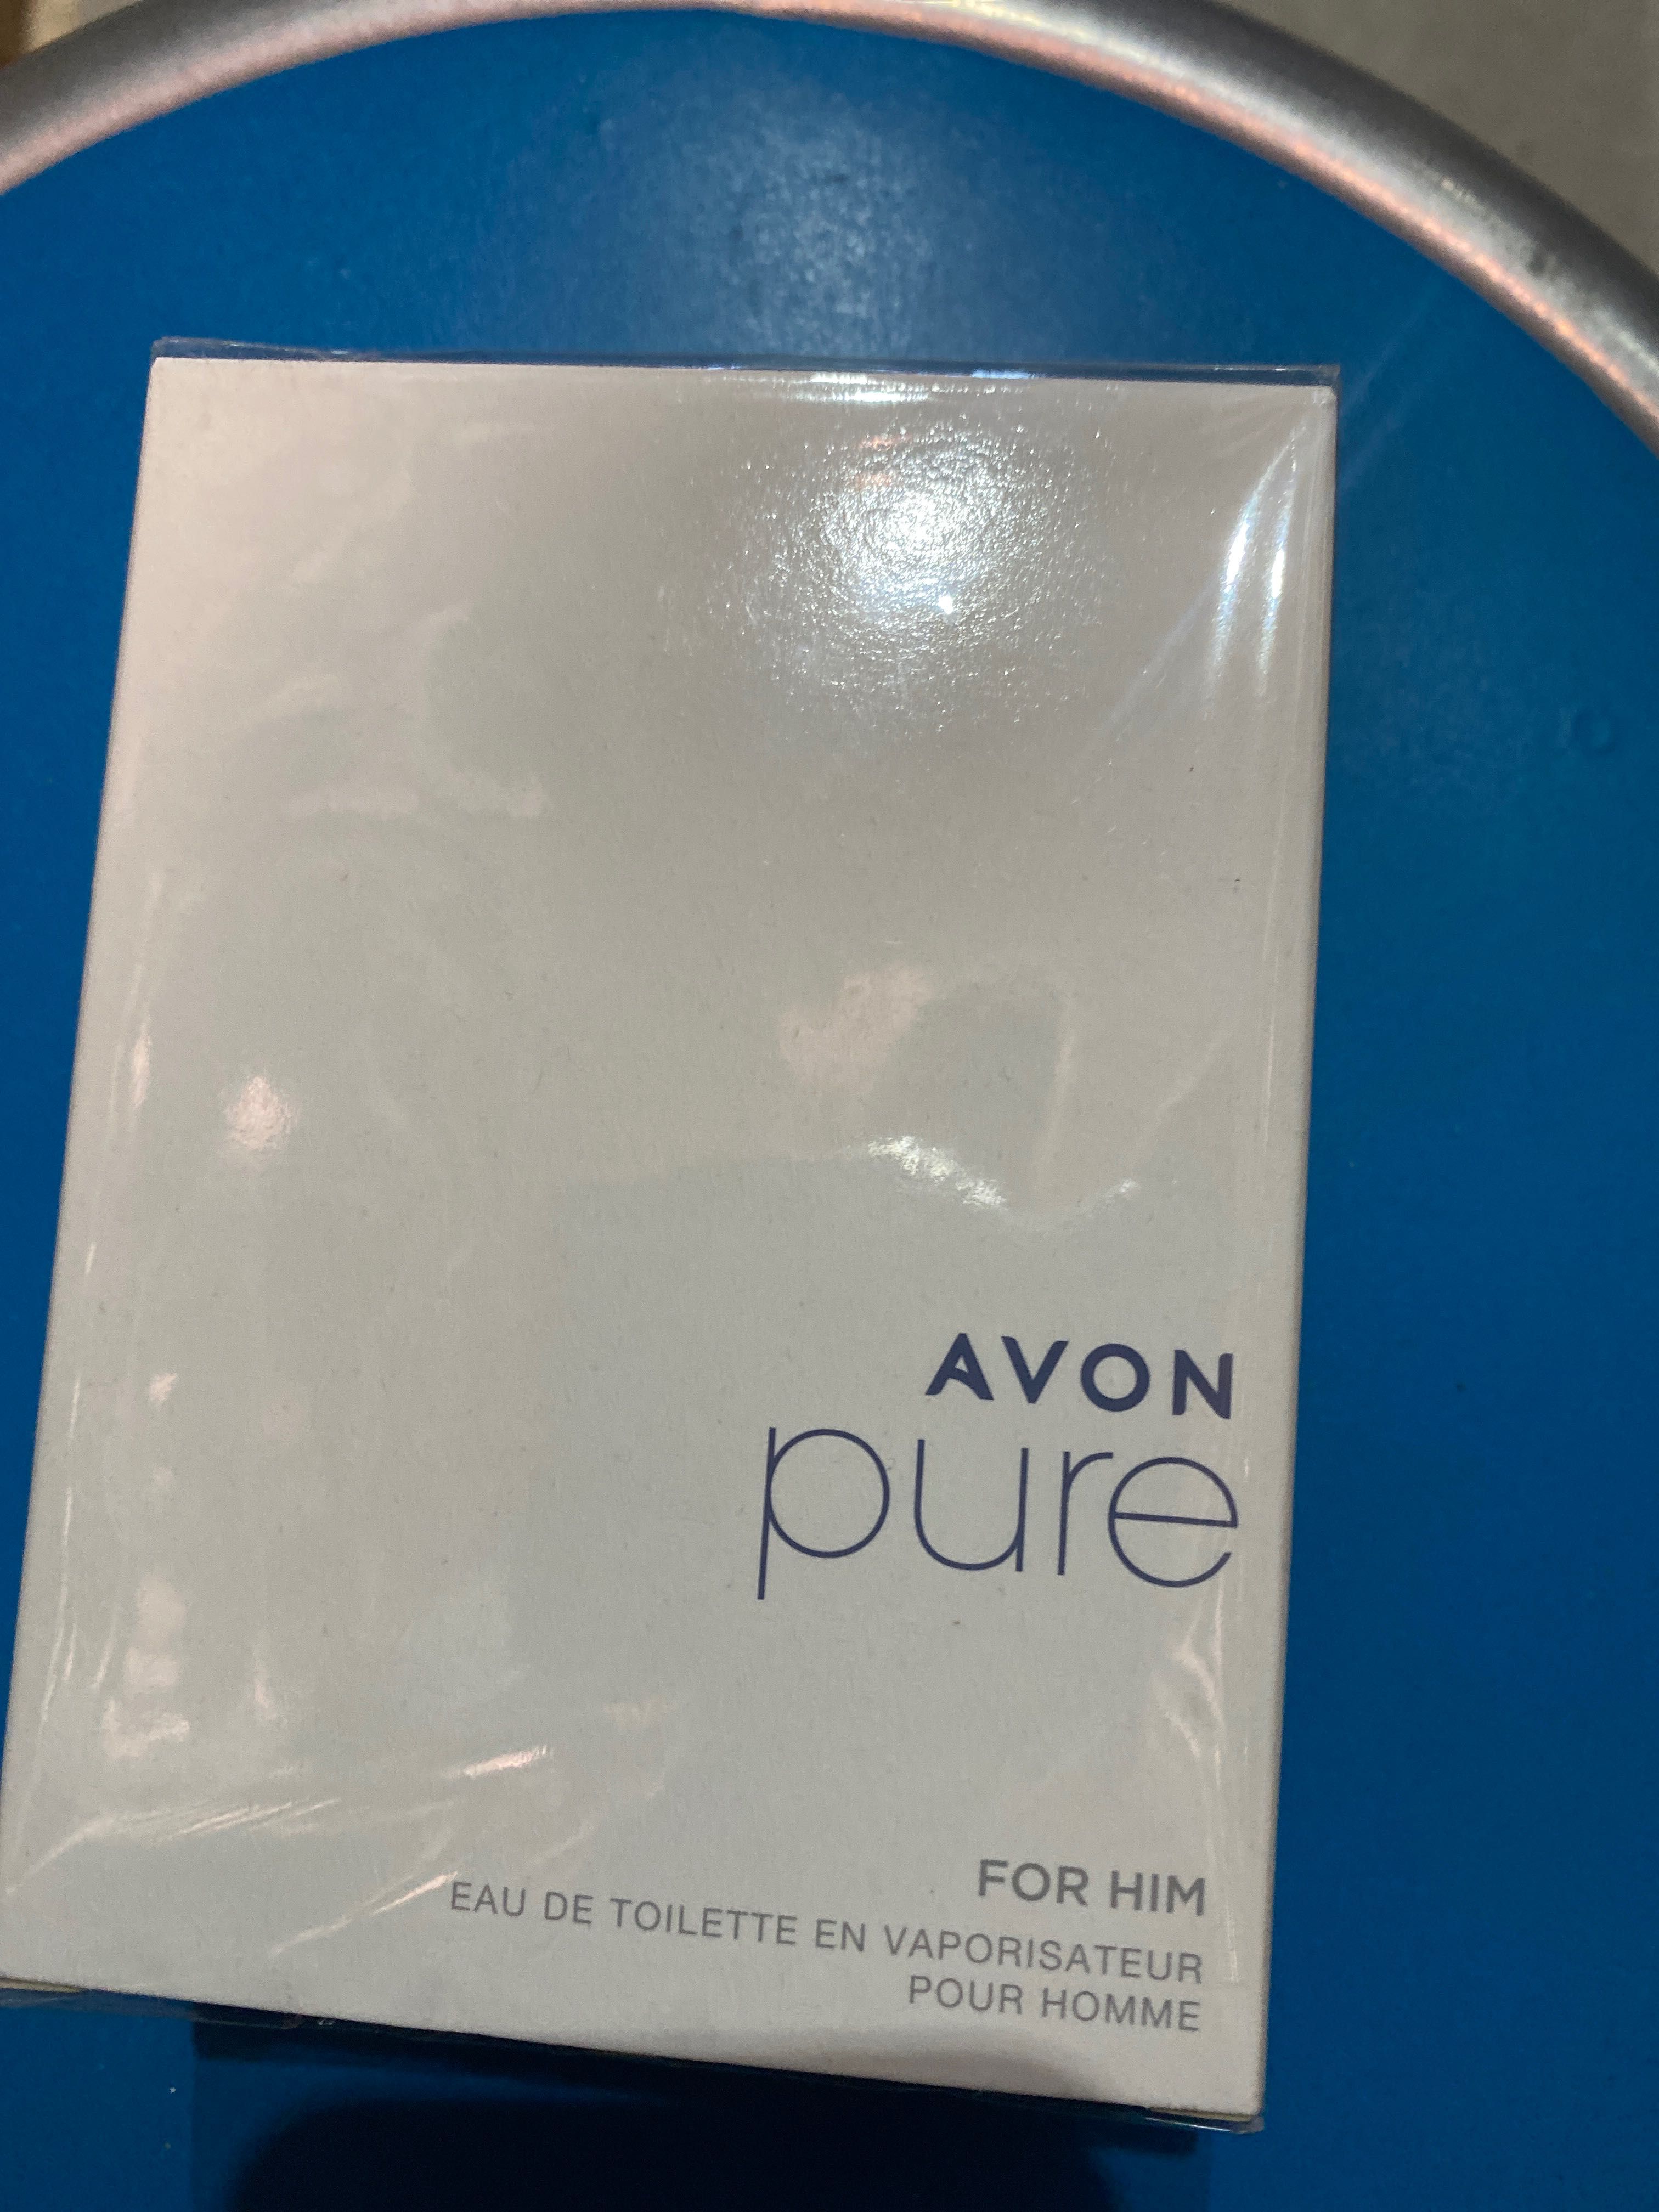 AVON
pure
FOR HIM
EAU DE TOILETTE EN VAPORISATEUR
POUR HOMME